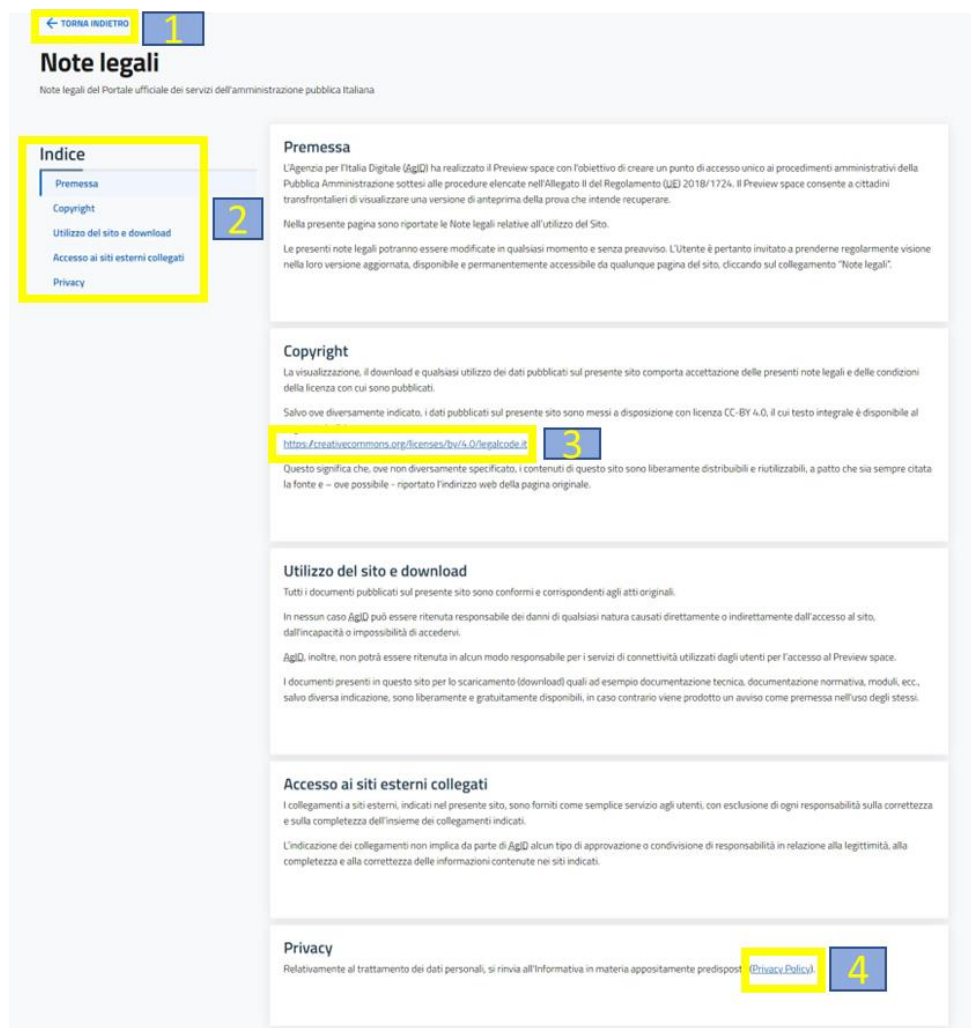 ← TORNA INDIETRO
1
Note legali
Note legali del Portale ufficiale dei servizi dell'amministrazione pubblica Italiana
Indice
Premessa
Copyright
Utilizzo del sito e download
Accesso ai siti esterni collegati
Privacy
2
Premessa
L'Agenzia per l'Italia Digitale (AgID) ha realizzato il Preview space con l'obiettivo di creare un punto di accesso unico ai procedimenti amministrativi della
Pubblica Amministrazione sottesi alle procedure elencate nell'Allegato II del Regolamento (UE) 2018/1724. Il Preview space consente a cittadini
transfrontalieri di visualizzare una versione di anteprima della prova che intende recuperare.
Nella presente pagina sono riportate le Note legali relative all'utilizzo del Sito.
Le presenti note legali potranno essere modificate in qualsiasi momento e senza preavviso. L'Utente è pertanto invitato a prenderne regolarmente visione
nella loro versione aggiornata, disponibile e permanentemente accessibile da qualunque pagina del sito, cliccando sul collegamento "Note legali".
Copyright
La visualizzazione, il download e qualsiasi utilizzo dei dati pubblicati sul presente sito comporta accettazione delle presenti note legali e delle condizioni
della licenza con cui sono pubblicati.
Salvo ove diversamente indicato, i dati pubblicati sul presente sito sono messi a disposizione con licenza CC-BY 4.0, il cui testo integrale è disponibile al
https://creativecommons.org/licenses/by/4.0/legalcode.it
3
Questo significa che, ove non diversamente specificato, i contenuti di questo sito sono liberamente distribuibili e riutilizzabili, a patto che sia sempre citata
la fonte e – ove possibile - riportato l'indirizzo web della pagina originale.
Utilizzo del sito e download
Tutti i documenti pubblicati sul presente sito sono conformi e corrispondenti agli atti originali.
In nessun caso AgID può essere ritenuta responsabile dei danni di qualsiasi natura causati direttamente o indirettamente dall'accesso al sito,
dall'incapacità o impossibilità di accedervi.
AgID, inoltre, non potrà essere ritenuta in alcun modo responsabile per i servizi di connettività utilizzati dagli utenti per l'accesso al Preview space.
I documenti presenti in questo sito per lo scaricamento (download) quali ad esempio documentazione tecnica, documentazione normativa, moduli, ecc.,
salvo diversa indicazione, sono liberamente e gratuitamente disponibili, in caso contrario viene prodotto un avviso come premessa nell'uso degli stessi.
Accesso ai siti esterni collegati
I collegamenti a siti esterni, indicati nel presente sito, sono forniti come semplice servizio agli utenti, con esclusione di ogni responsabilità sulla correttezza
e sulla completezza dell'insieme dei collegamenti indicati.
L'indicazione dei collegamenti non implica da parte di AgID alcun tipo di approvazione o condivisione di responsabilità in relazione alla legittimità, alla
completezza e alla correttezza delle informazioni contenute nei siti indicati.
Privacy
Relativamente al trattamento dei dati personali, si rinvia all'Informativa in materia appositamente predispost (Privacy Policy).
4